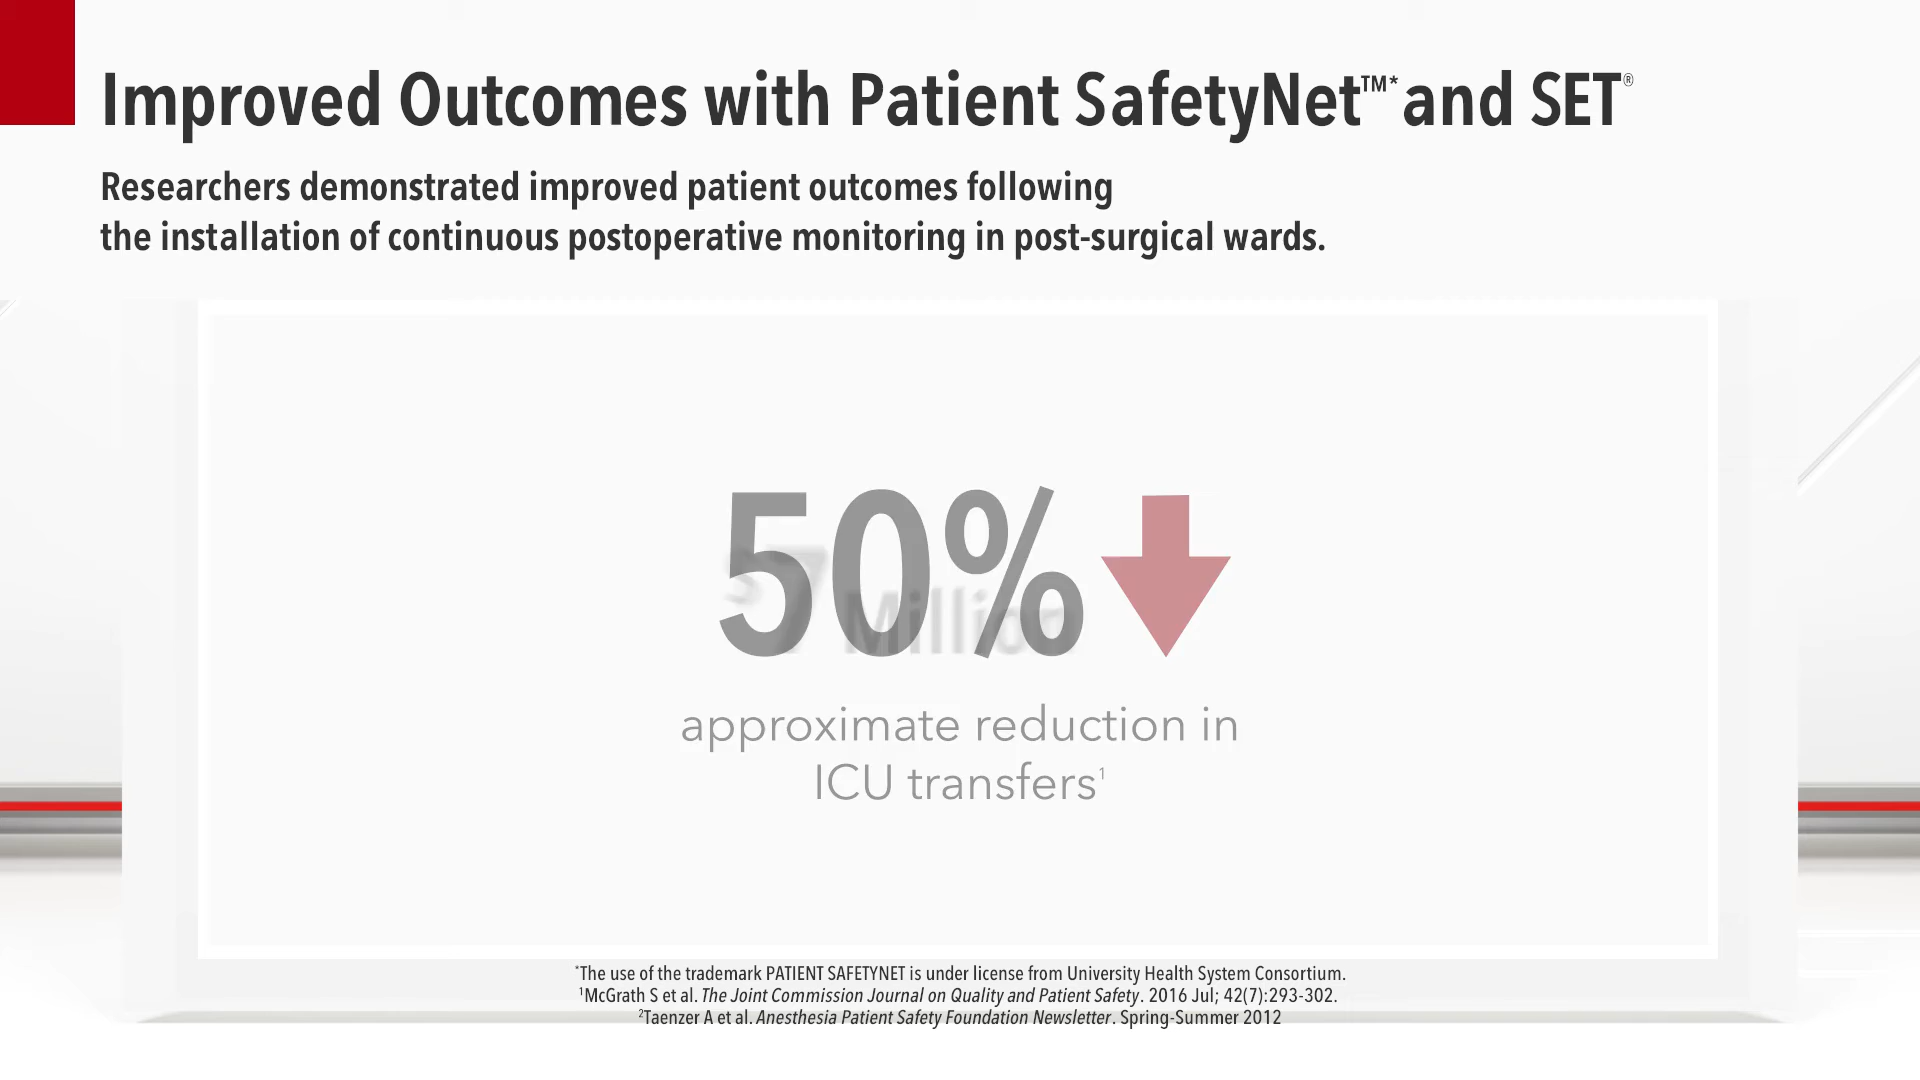 Improved Outcomes with Patient SafetyNet™* and SET®
Researchers demonstrated improved patient outcomes following
the installation of continuous postoperative monitoring in post-surgical wards.
50%
$7 Million
approximate reduction in
ICU transfers¹
*The use of the trademark PATIENT SAFETYNET is under license from University Health System Consortium.
¹McGrath S et al. The Joint Commission Journal on Quality and Patient Safety. 2016 Jul; 42(7):293-302.
²Taenzer A et al. Anesthesia Patient Safety Foundation Newsletter. Spring-Summer 2012